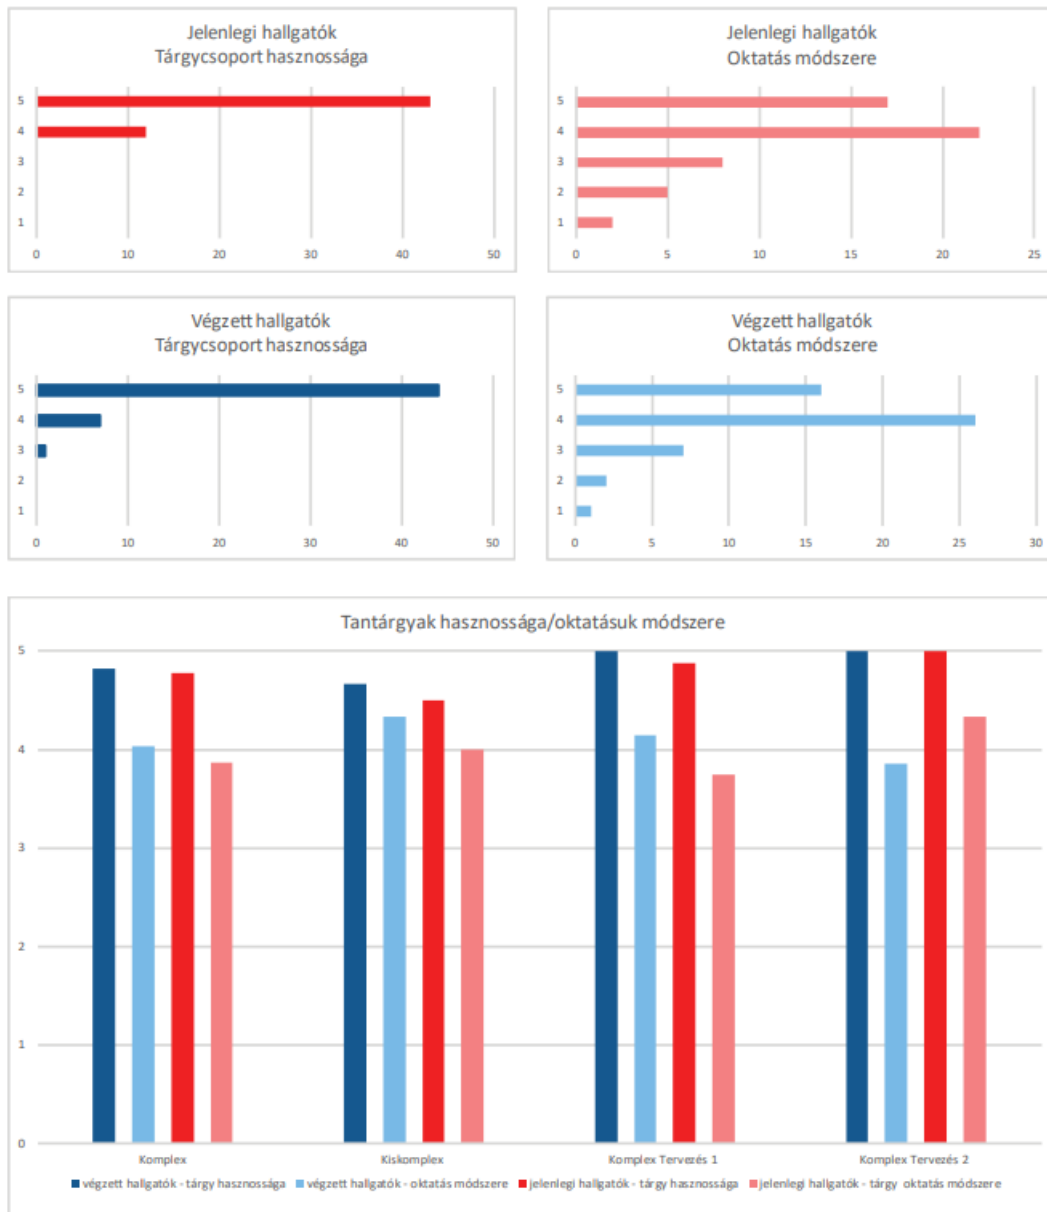 Jelenlegi hallgatók
Tárgycsoport hasznossága
5
4
3
2
1
0 10 20 30 40 50
Jelenlegi hallgatók
Oktatás módszere
5
4
3
2
1
0 5 10 15 20 25
Végzett hallgatók
Tárgycsoport hasznossága
5
4
3
2
1
0 10 20 30 40 50
Végzett hallgatók
Oktatás módszere
5
4
3
2
1
0 5 10 15 20 25 30
Tantárgyak hasznossága/oktatásuk módszere
5
4
3
2
1
0
Komplex Kiskomplex Komplex Tervezés 1 Komplex Tervezés 2
végzett hallgatók - tárgy hasznossága végzett hallgatók - oktatás módszere jelenlegi hallgatók - tárgy hasznossága jelenlegi hallgatók - tárgy oktatás módszere